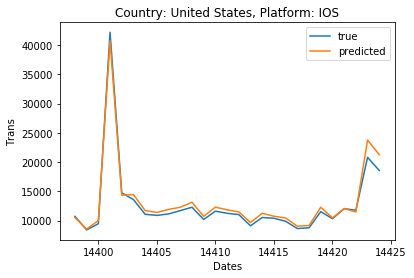 Country: United States, Platform: IOS
true
predicted
40000
35000
30000
25000
20000
15000
10000
Trans
14400
14405
14410
14415
14420
14425
Dates